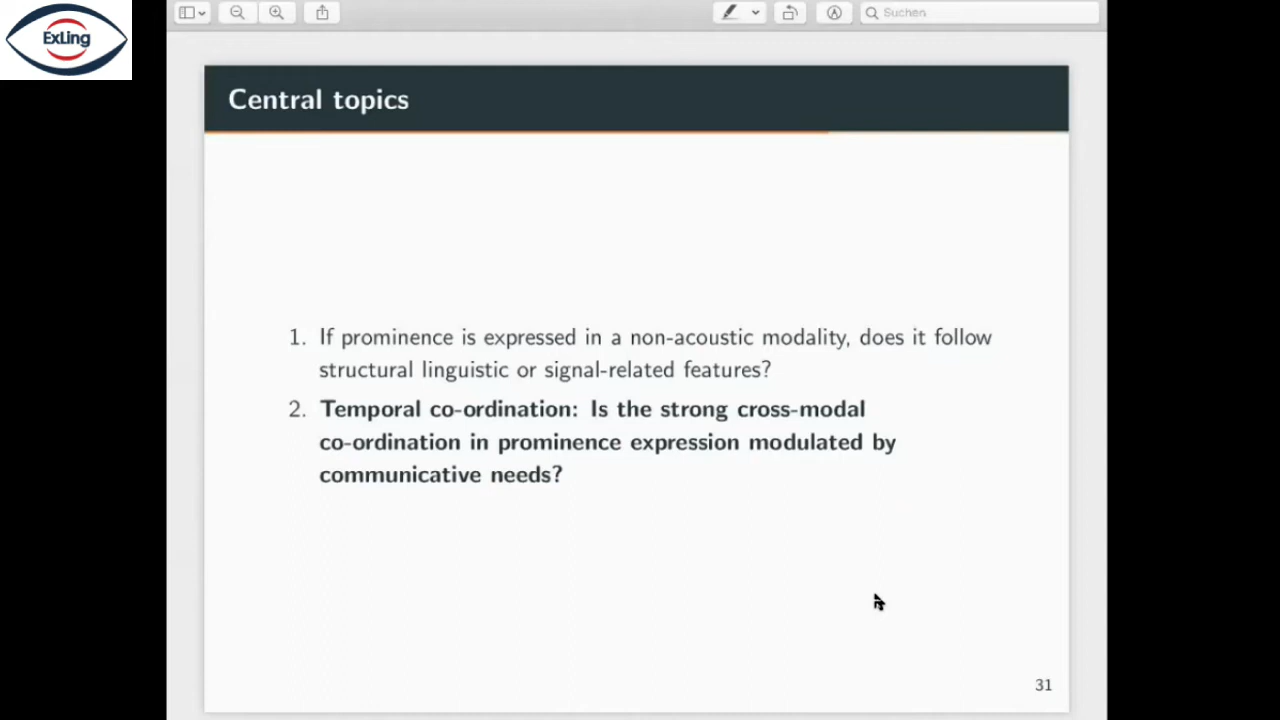 ExLing
Suchen
Central topics
1. If prominence is expressed in a non-acoustic modality, does it follow
structural linguistic or signal-related features?
2. Temporal co-ordination: Is the strong cross-modal
co-ordination in prominence expression modulated by
communicative needs?
31